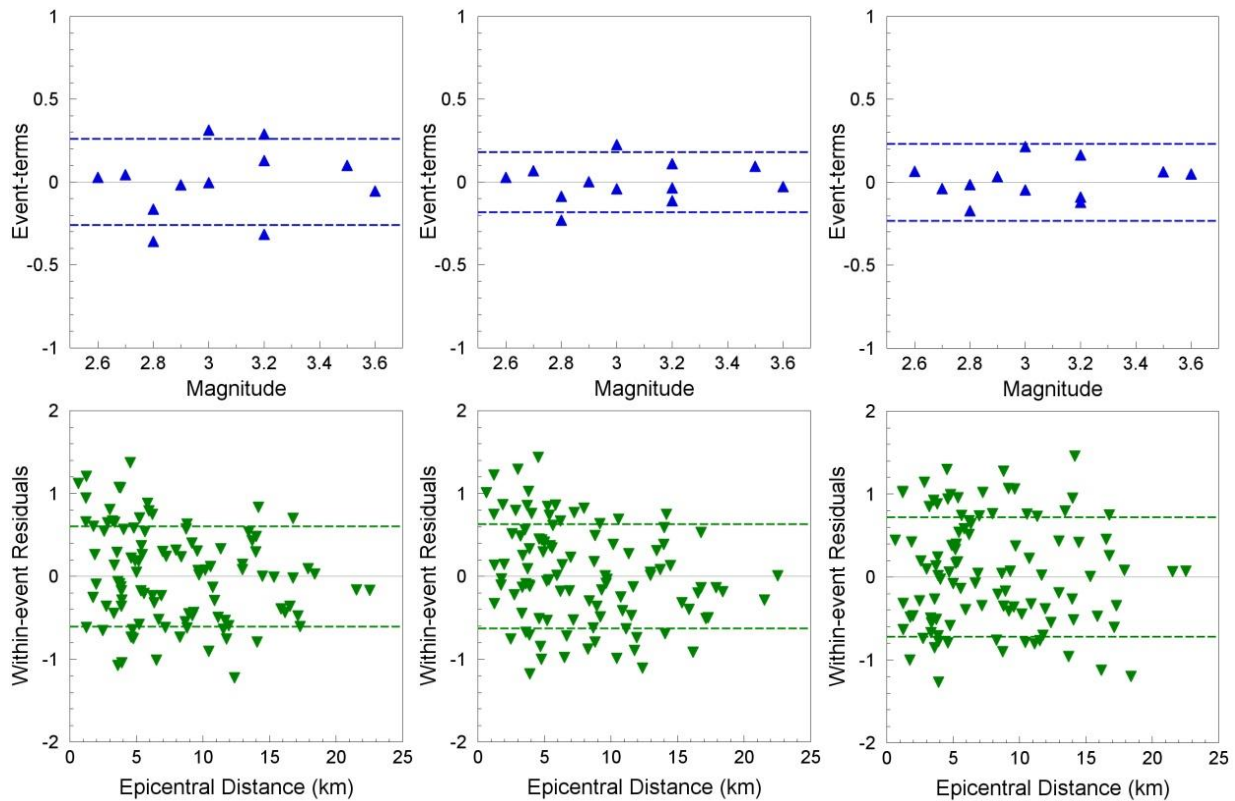 1
0.5
0
-0.5
-1
Event-terms
2.6 2.8 3 3.2 3.4 3.6
Magnitude
1
0.5
0
-0.5
-1
Event-terms
2.6 2.8 3 3.2 3.4 3.6
Magnitude
1
0.5
0
-0.5
-1
Event-terms
2.6 2.8 3 3.2 3.4 3.6
Magnitude
2
1
0
-1
-2
Within-event Residuals
0 5 10 15 20 25
Epicentral Distance (km)
2
1
0
-1
-2
Within-event Residuals
0 5 10 15 20 25
Epicentral Distance (km)
2
1
0
-1
-2
Within-event Residuals
0 5 10 15 20 25
Epicentral Distance (km)